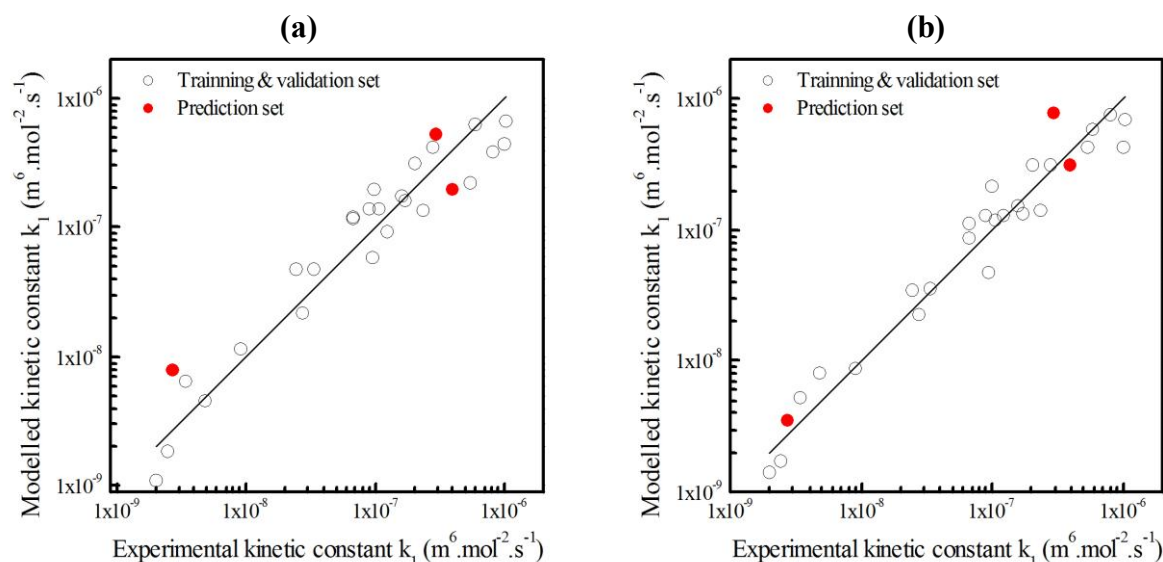 (a)
Trainning & validation set
Prediction set
1x10⁻⁶
1x10⁻⁷
1x10⁻⁸
1x10⁻⁹
Modelled kinetic constant k₁ (m⁶.mol⁻².s⁻¹)
1x10⁻⁹ 1x10⁻⁸ 1x10⁻⁷ 1x10⁻⁶
Experimental kinetic constant k₁ (m⁶.mol⁻².s⁻¹)
(b)
Trainning & validation set
Prediction set
1x10⁻⁶
1x10⁻⁷
1x10⁻⁸
1x10⁻⁹
Modelled kinetic constant k₁ (m⁶.mol⁻².s⁻¹)
1x10⁻⁹ 1x10⁻⁸ 1x10⁻⁷ 1x10⁻⁶
Experimental kinetic constant k₁ (m⁶.mol⁻².s⁻¹)